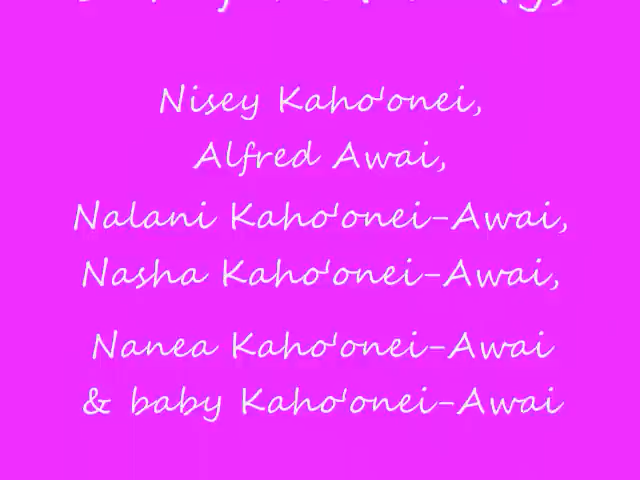 Nisey Kaho'onei,
Alfred Awai,
Nalani Kaho'onei-Awai,
Nasha Kaho'onei-Awai,
Nanea Kaho'onei-Awai
& baby Kaho'onei-Awai